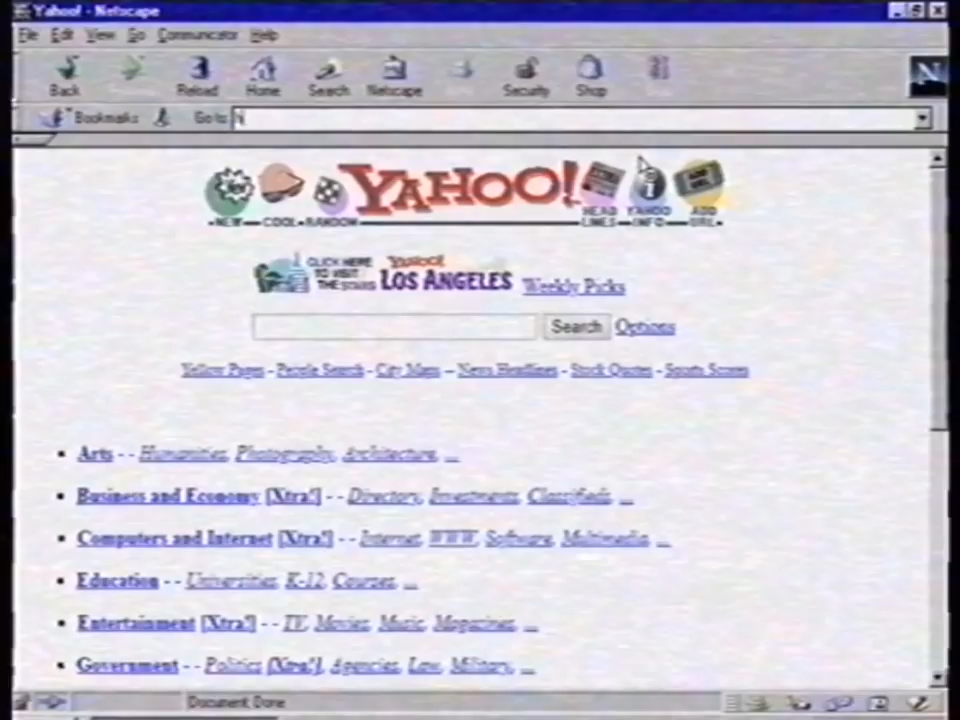 Yahoo! - Netscape
File Edit View Go Communicator Help
Back Reload Home Search Netscape Security Shop
N
Bookmarks Go to: h
NEW COOL RANDOM YAHOO! HEAD LINES YAHOO INFO ADD URL
CLICK HERE TO VISIT YAHOO! LOS ANGELES Weekly Picks
Search Options
Yellow Pages - People Search - City Maps -- News Headlines - Stock Quotes - Sports Scores
Arts - - Humanities, Photography, Architecture, ...
Business and Economy [Xtra!] - - Directory, Investments, Classifieds, ...
Computers and Internet [Xtra!] - - Internet, WWW, Software, Multimedia, ...
Education - - Universities, K-12, Courses, ...
Entertainment [Xtra!] - - TV, Movies, Music, Magazines, ...
Government - - Politics [Xtra!], Agencies, Law, Military, ...
Document: Done